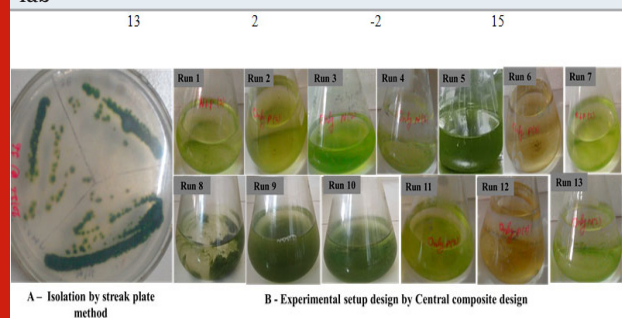 13 2 -2 15
Run 1 Run 2 Run 3 Run 4 Run 5 Run 6 Run 7
Run 8 Run 9 Run 10 Run 11 Run 12 Run 13
A – Isolation by streak plate method
B - Experimental setup design by Central composite design